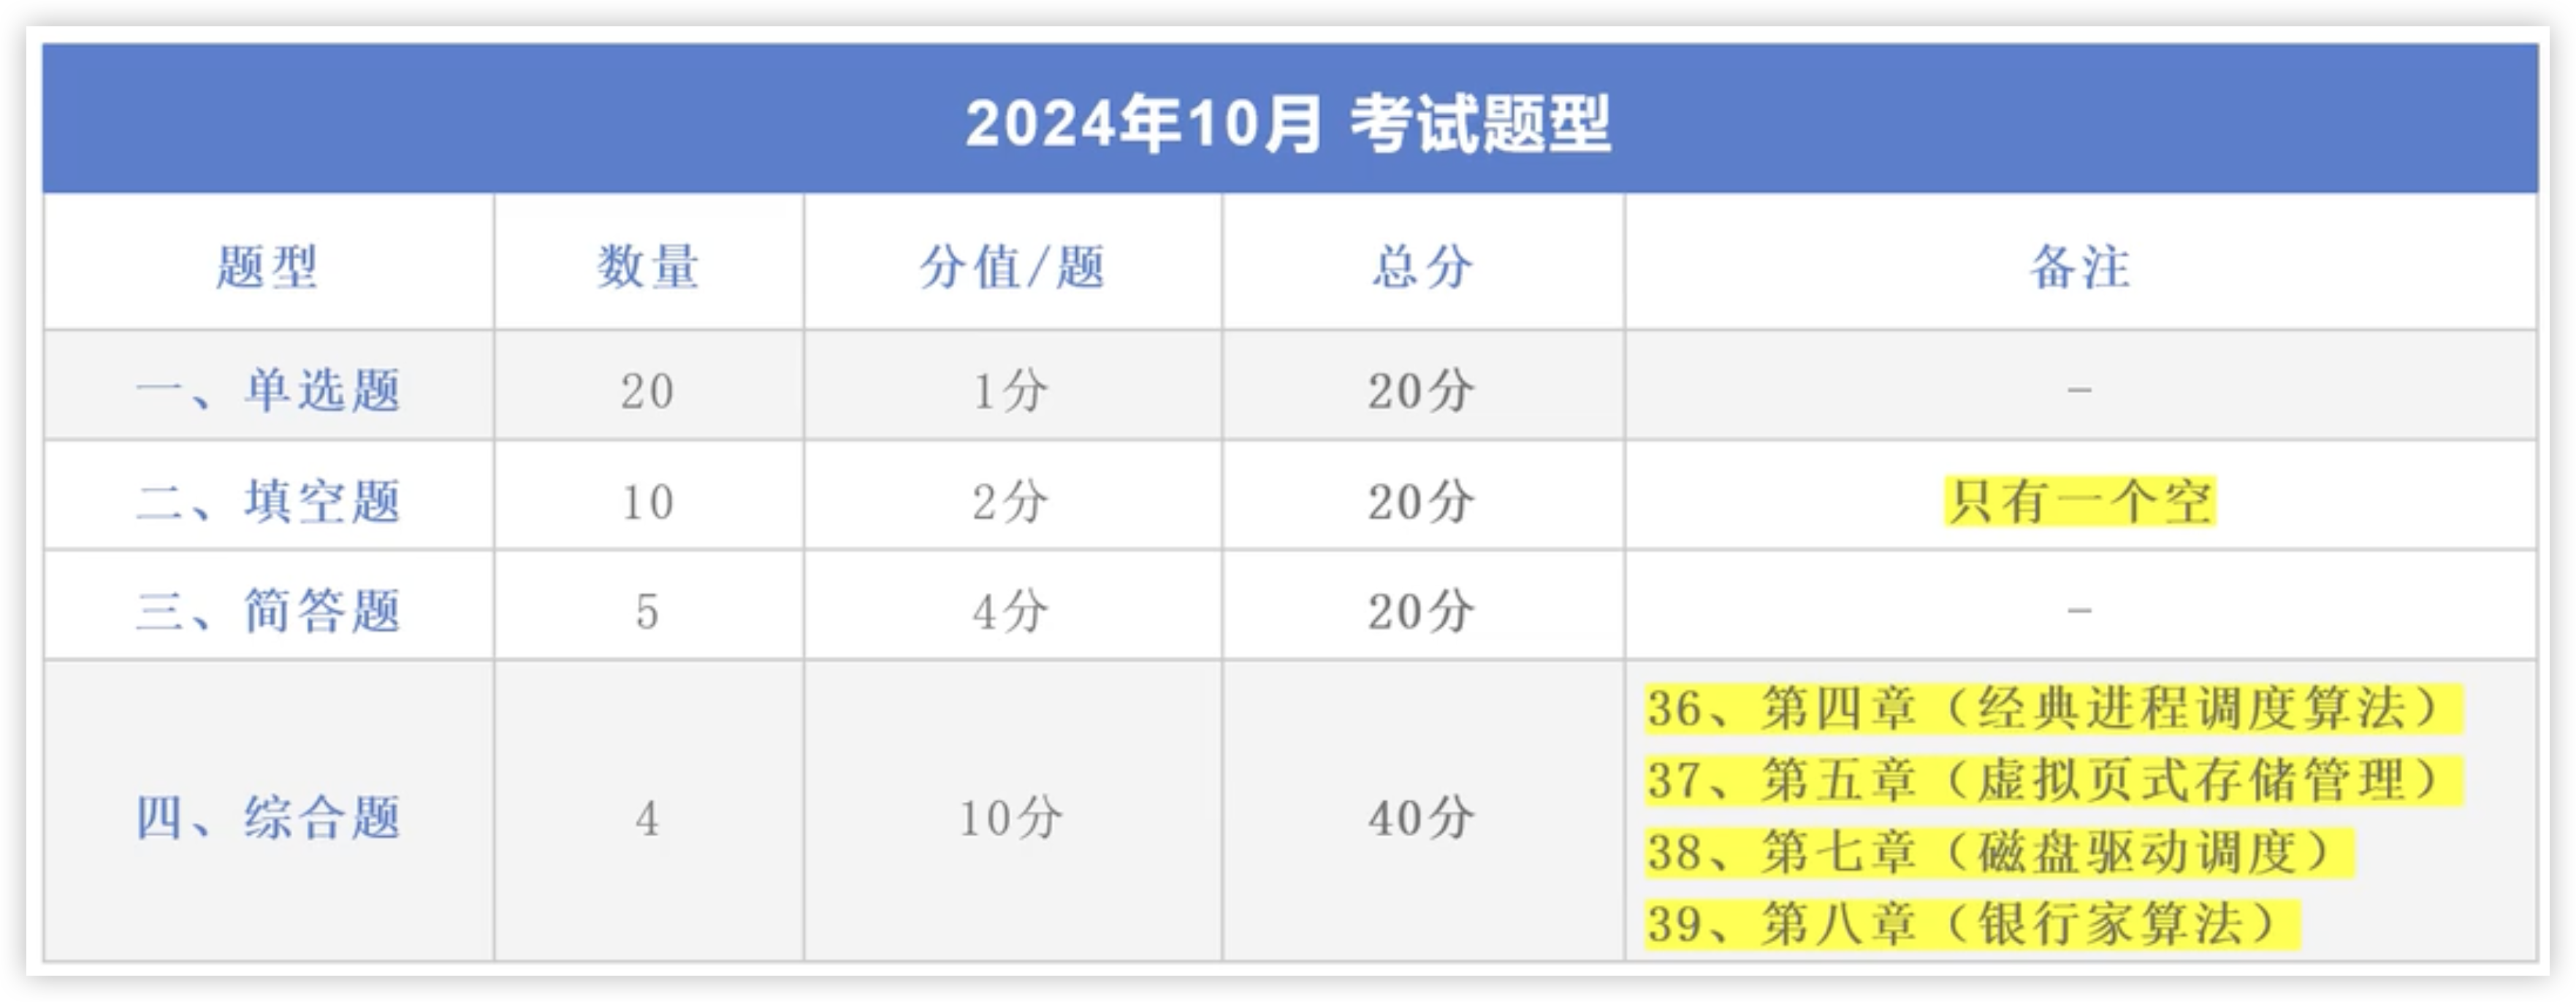 2024年10月 考试题型
题型 数量 分值/题 总分 备注
一、单选题 20 1分 20分 -
二、填空题 10 2分 20分 只有一个空
三、简答题 5 4分 20分 -
四、综合题 4 10分 40分
36、第四章（经典进程调度算法）
37、第五章（虚拟页式存储管理）
38、第七章（磁盘驱动调度）
39、第八章（银行家算法）